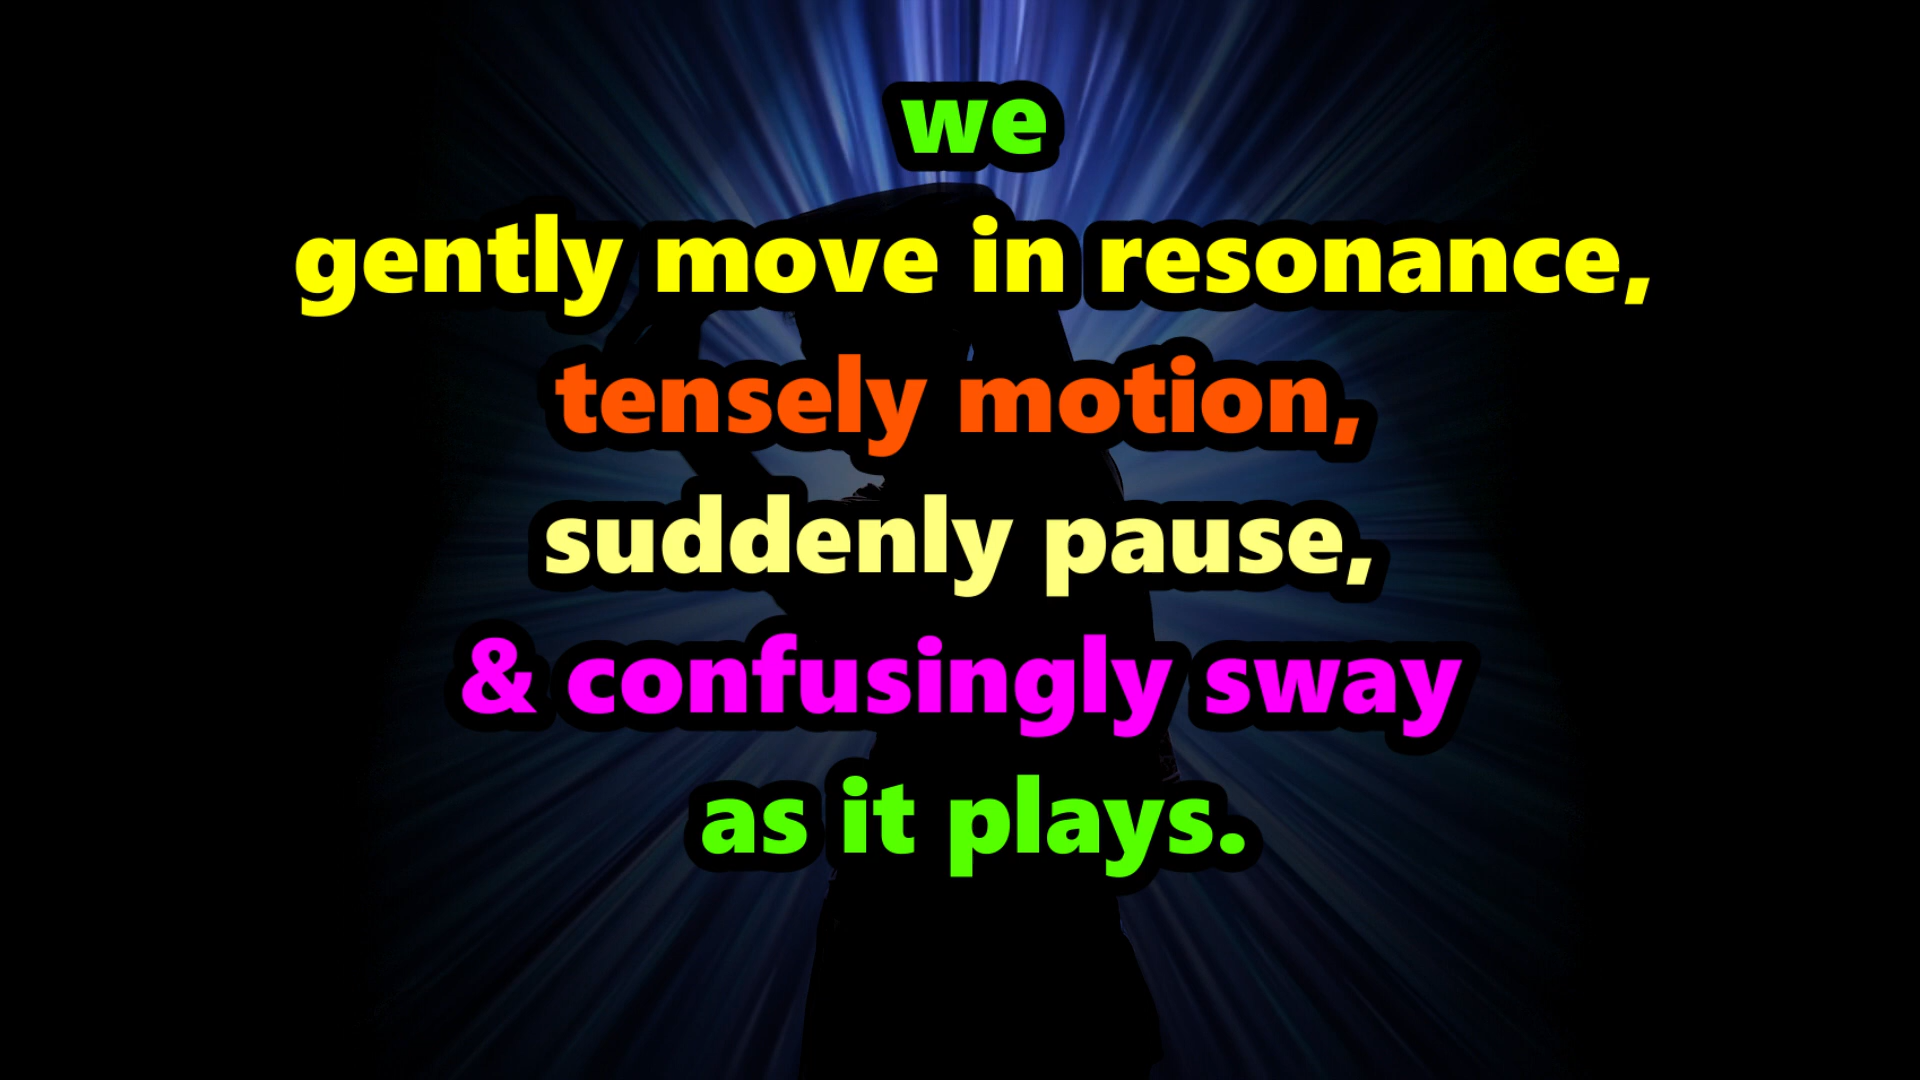 we
gently move in resonance,
tensely motion,
suddenly pause,
& confusingly sway
as it plays.